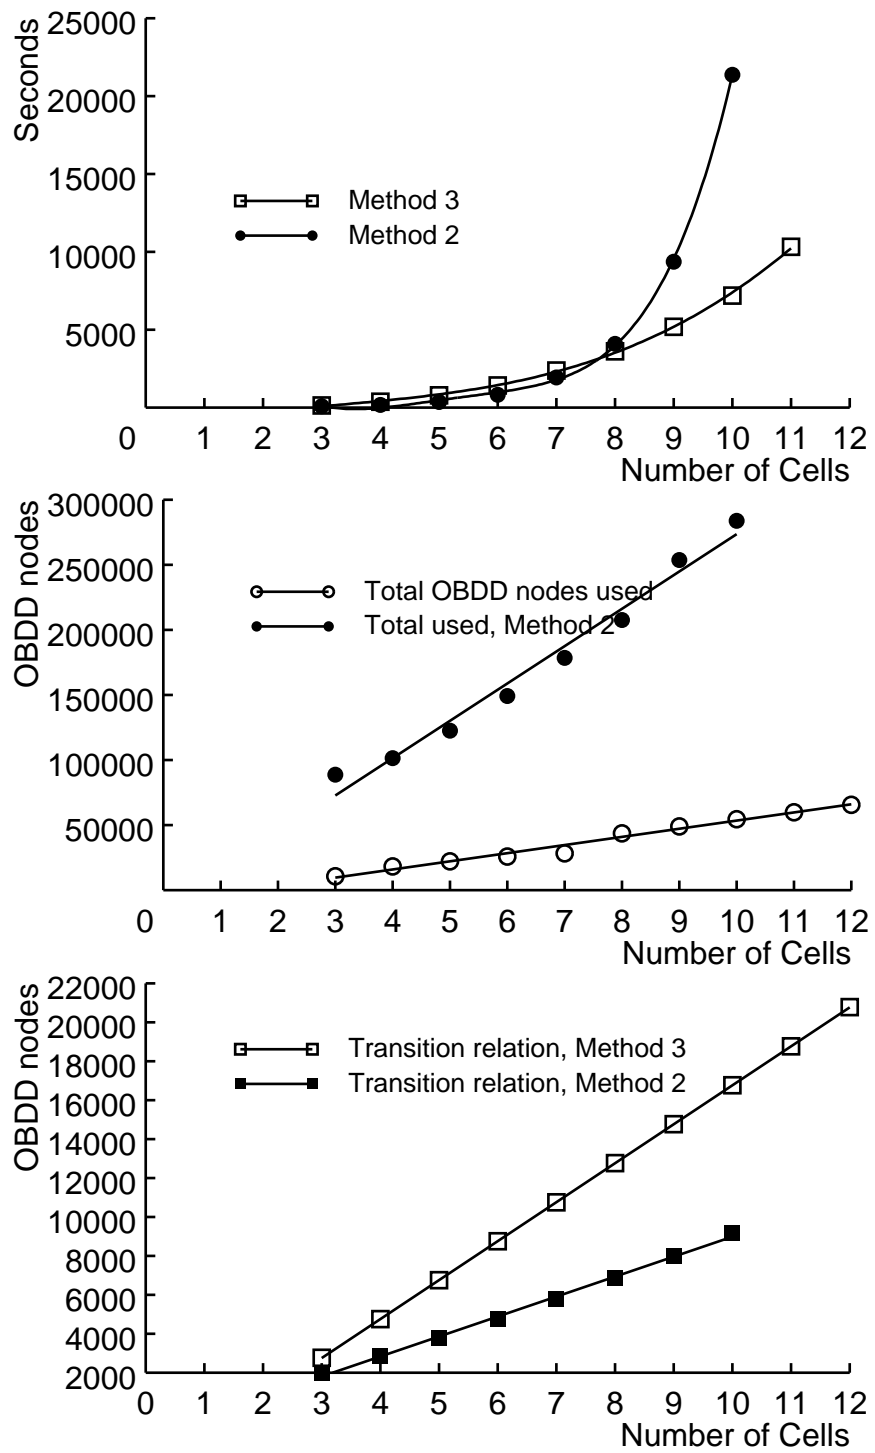 25000
20000
15000
10000
5000
Seconds
Method 3
Method 2
0 1 2 3 4 5 6 7 8 9 10 11 12
Number of Cells
300000
250000
200000
150000
100000
50000
OBDD nodes
Total OBDD nodes used
Total used, Method 2
0 1 2 3 4 5 6 7 8 9 10 11 12
Number of Cells
22000
20000
18000
16000
14000
12000
10000
8000
6000
4000
2000
OBDD nodes
Transition relation, Method 3
Transition relation, Method 2
0 1 2 3 4 5 6 7 8 9 10 11 12
Number of Cells